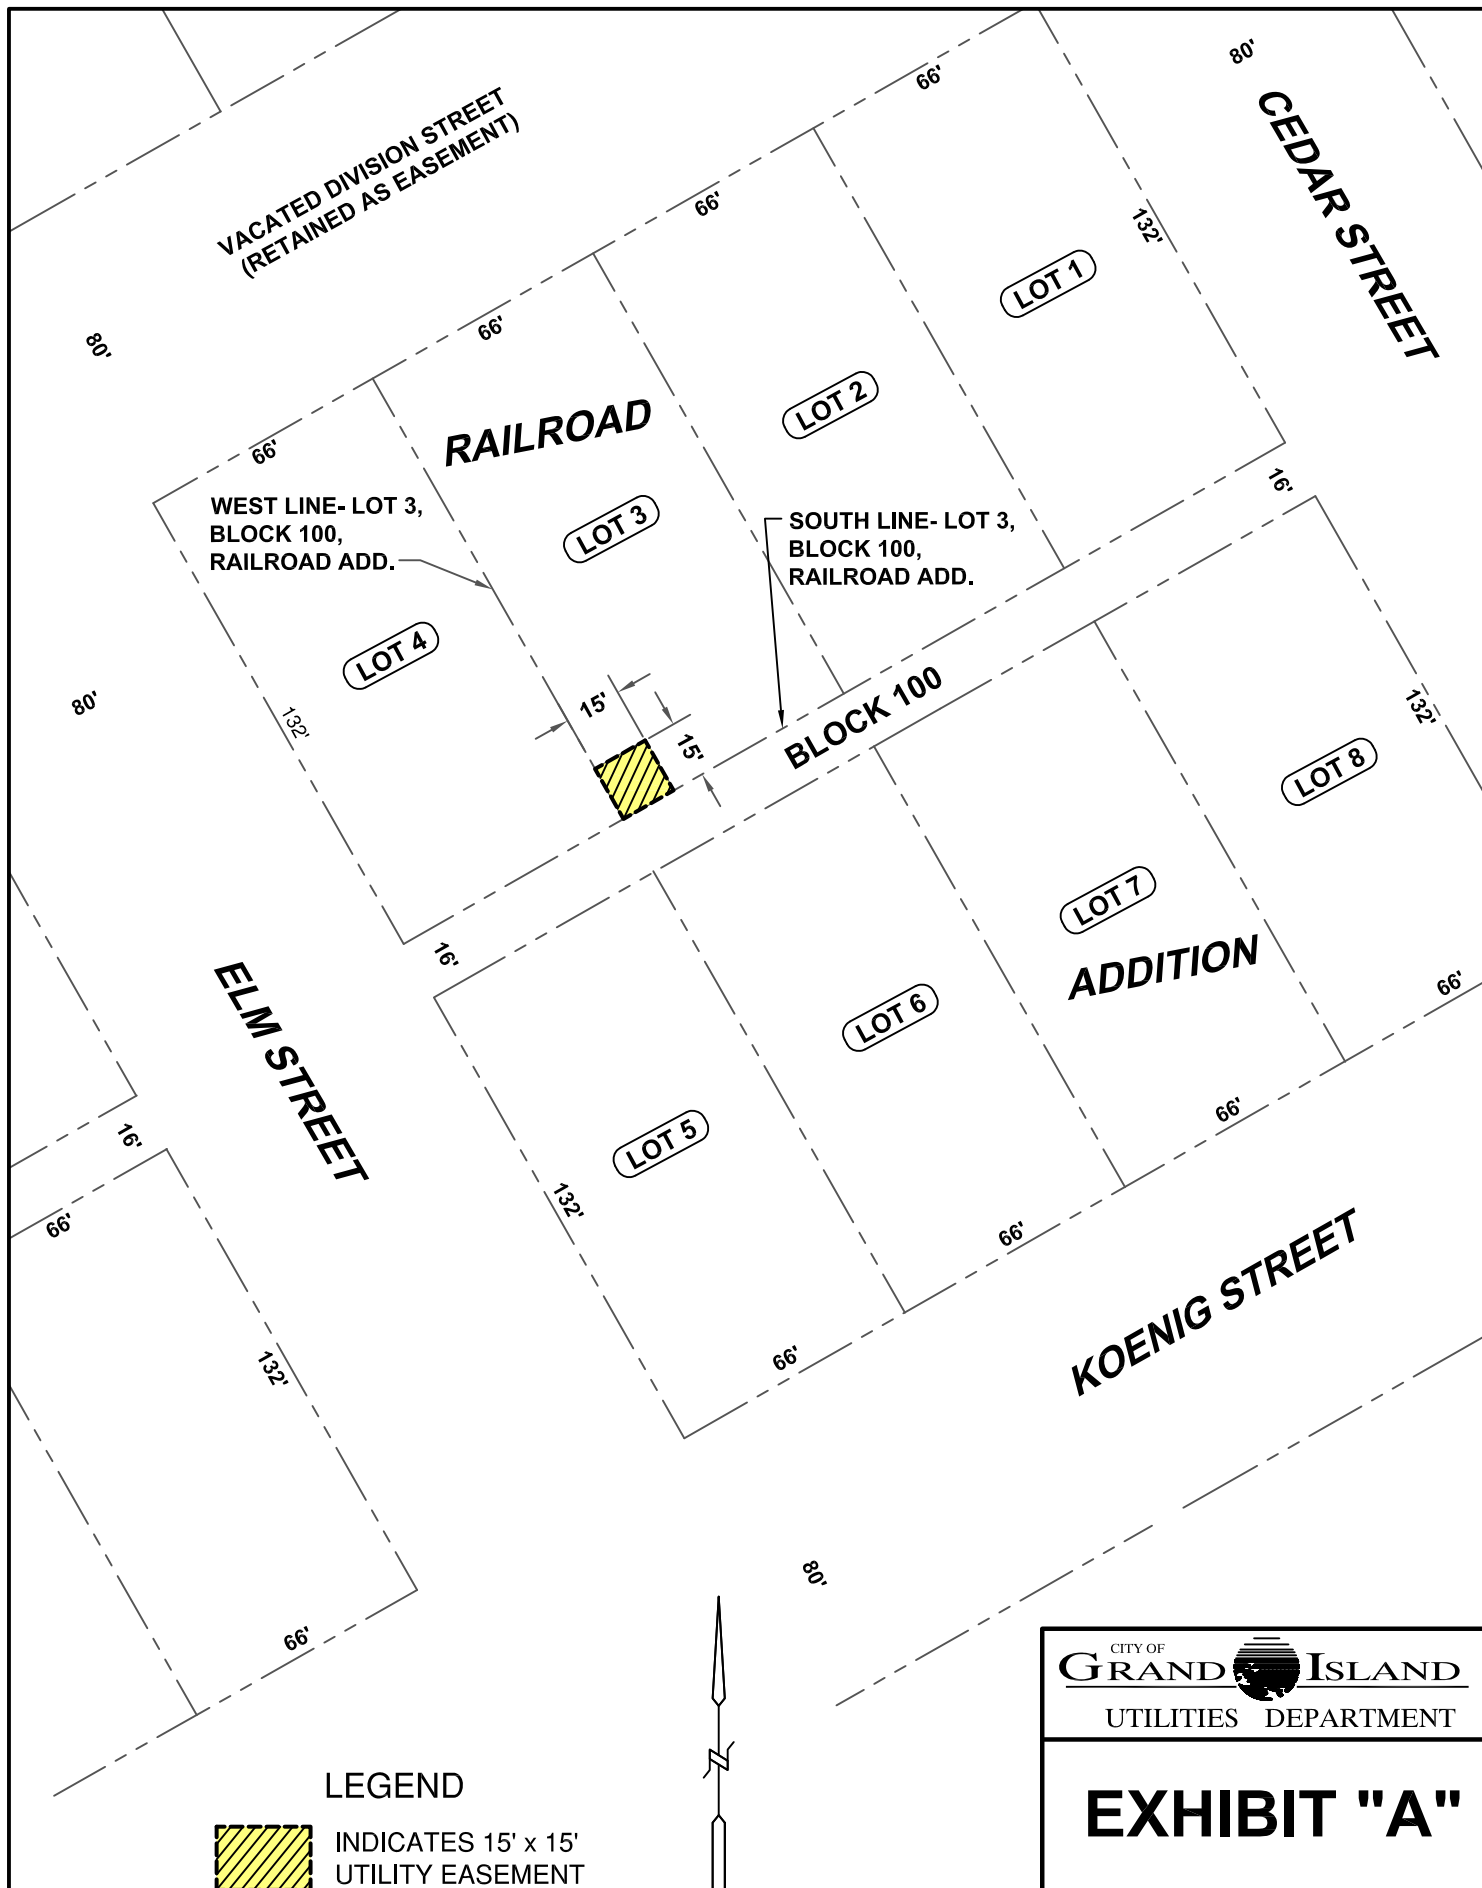 80'
CEDAR STREET
66'
VACATED DIVISION STREET
(RETAINED AS EASEMENT)
66'
132'
LOT 1
66'
80'
LOT 2
RAILROAD
66'
WEST LINE- LOT 3,
BLOCK 100,
RAILROAD ADD.
LOT 3
SOUTH LINE- LOT 3,
BLOCK 100,
RAILROAD ADD.
16'
LOT 4
80'
132'
15'
15'
BLOCK 100
132'
LOT 8
LOT 7
ADDITION
16'
ELM STREET
LOT 6
66'
16'
LOT 5
66'
66'
132'
66'
KOENIG STREET
132'
66'
80'
66'
CITY OF
GRAND ISLAND
UTILITIES DEPARTMENT
N
LEGEND
INDICATES 15' x 15'
UTILITY EASEMENT
EXHIBIT "A"